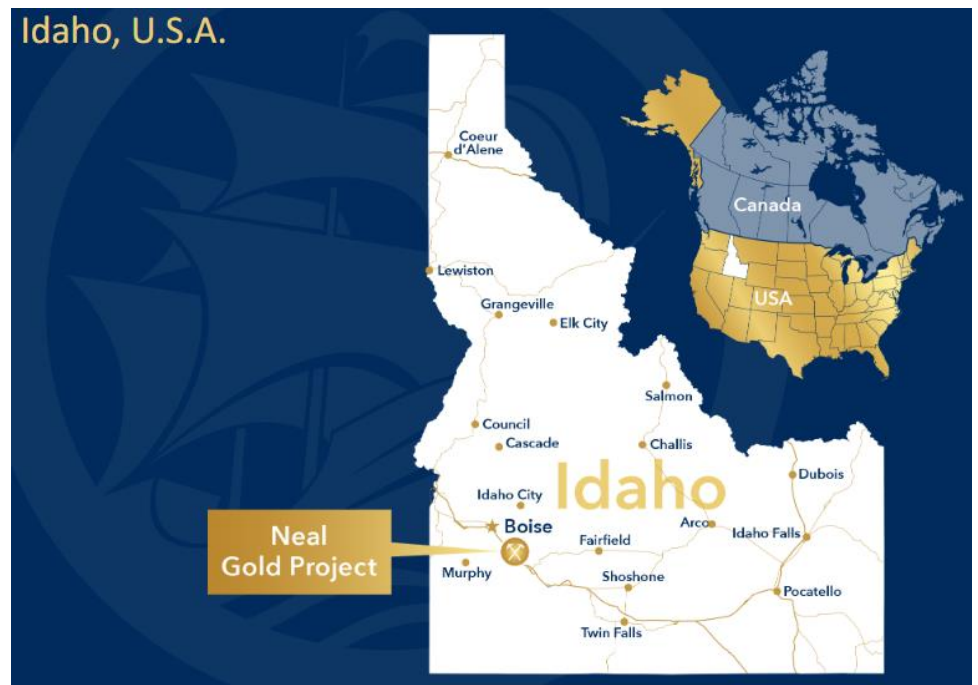 Idaho, U.S.A.
Coeur
d'Alene
Canada
Lewiston
USA
Grangeville
Elk City
Salmon
Council
Cascade
Challis
Idaho
Dubois
Idaho City
Boise
Arco
Idaho Falls
Neal
Gold Project
Fairfield
Murphy
Shoshone
Pocatello
Twin Falls